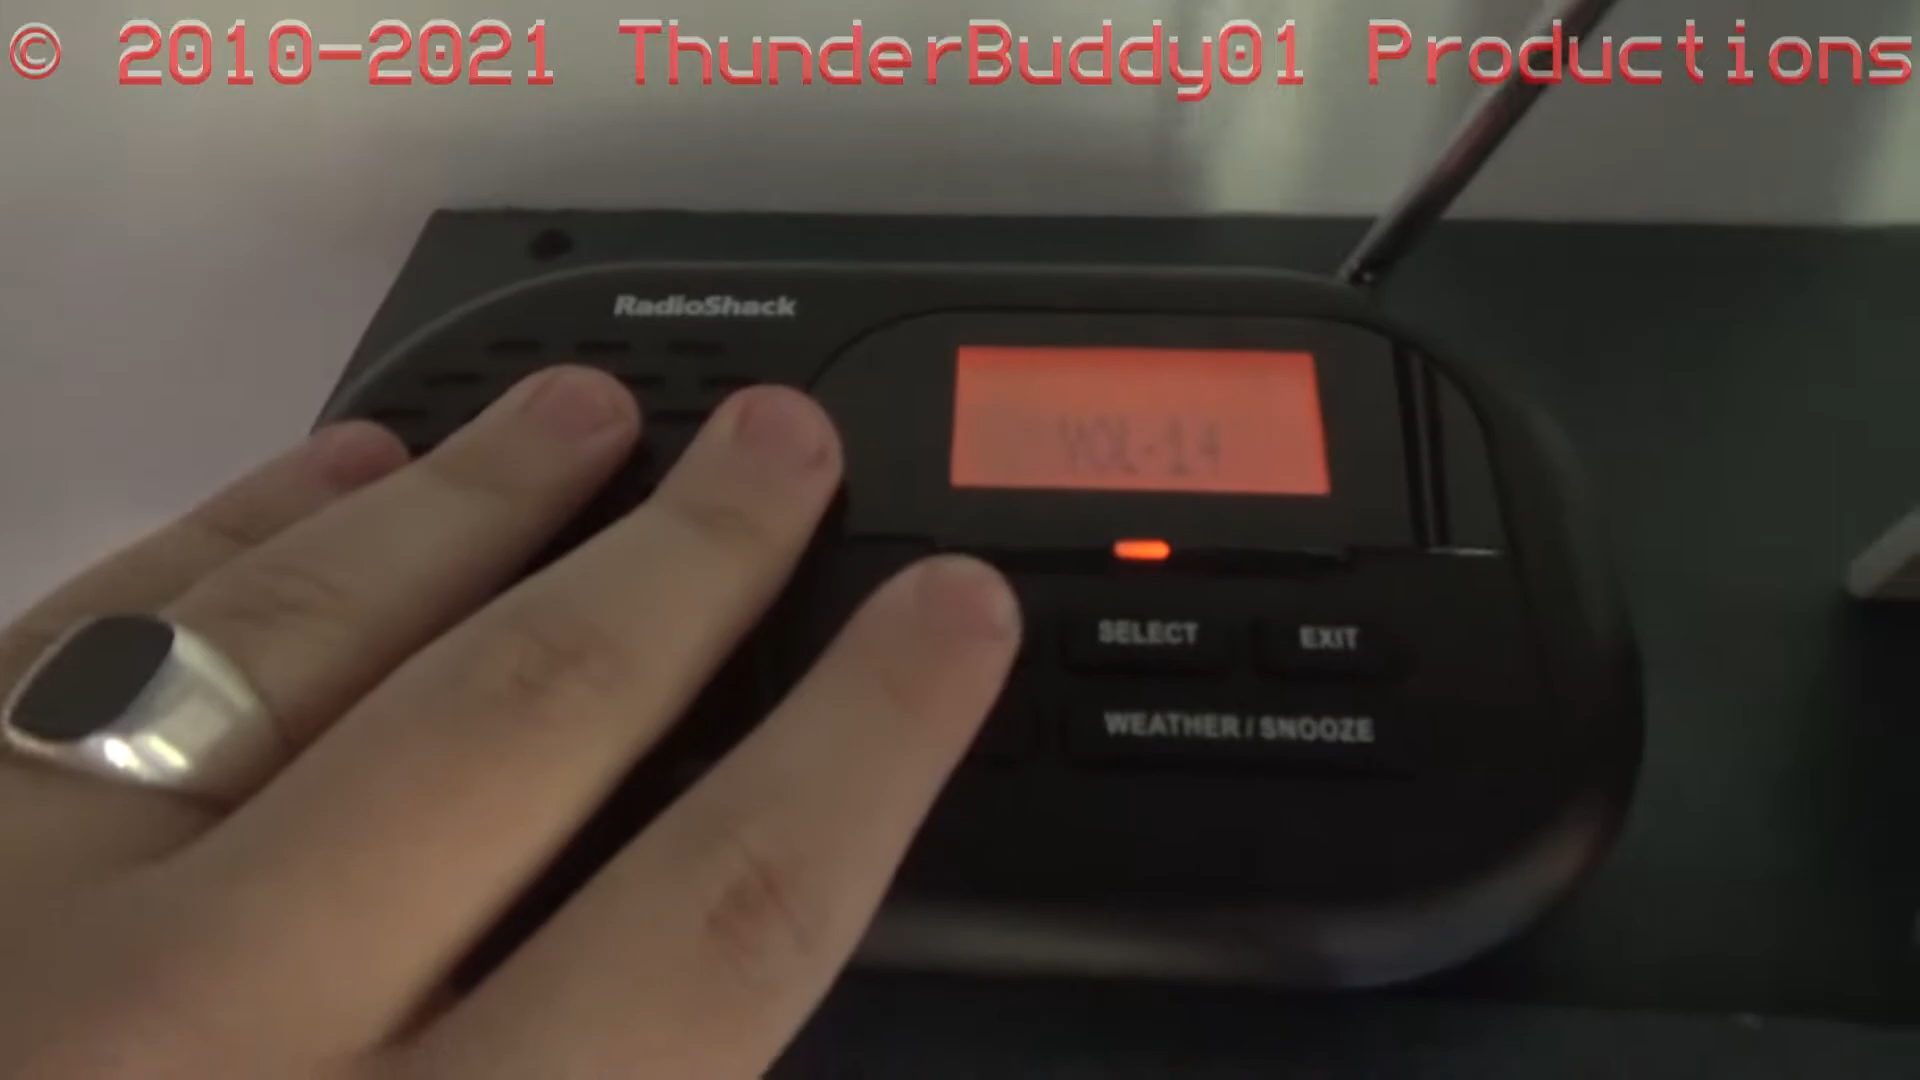 © 2010-2021 ThunderBuddy01 Productions
RadioShack
VOL-14
SELECT EXIT
WEATHER / SNOOZE